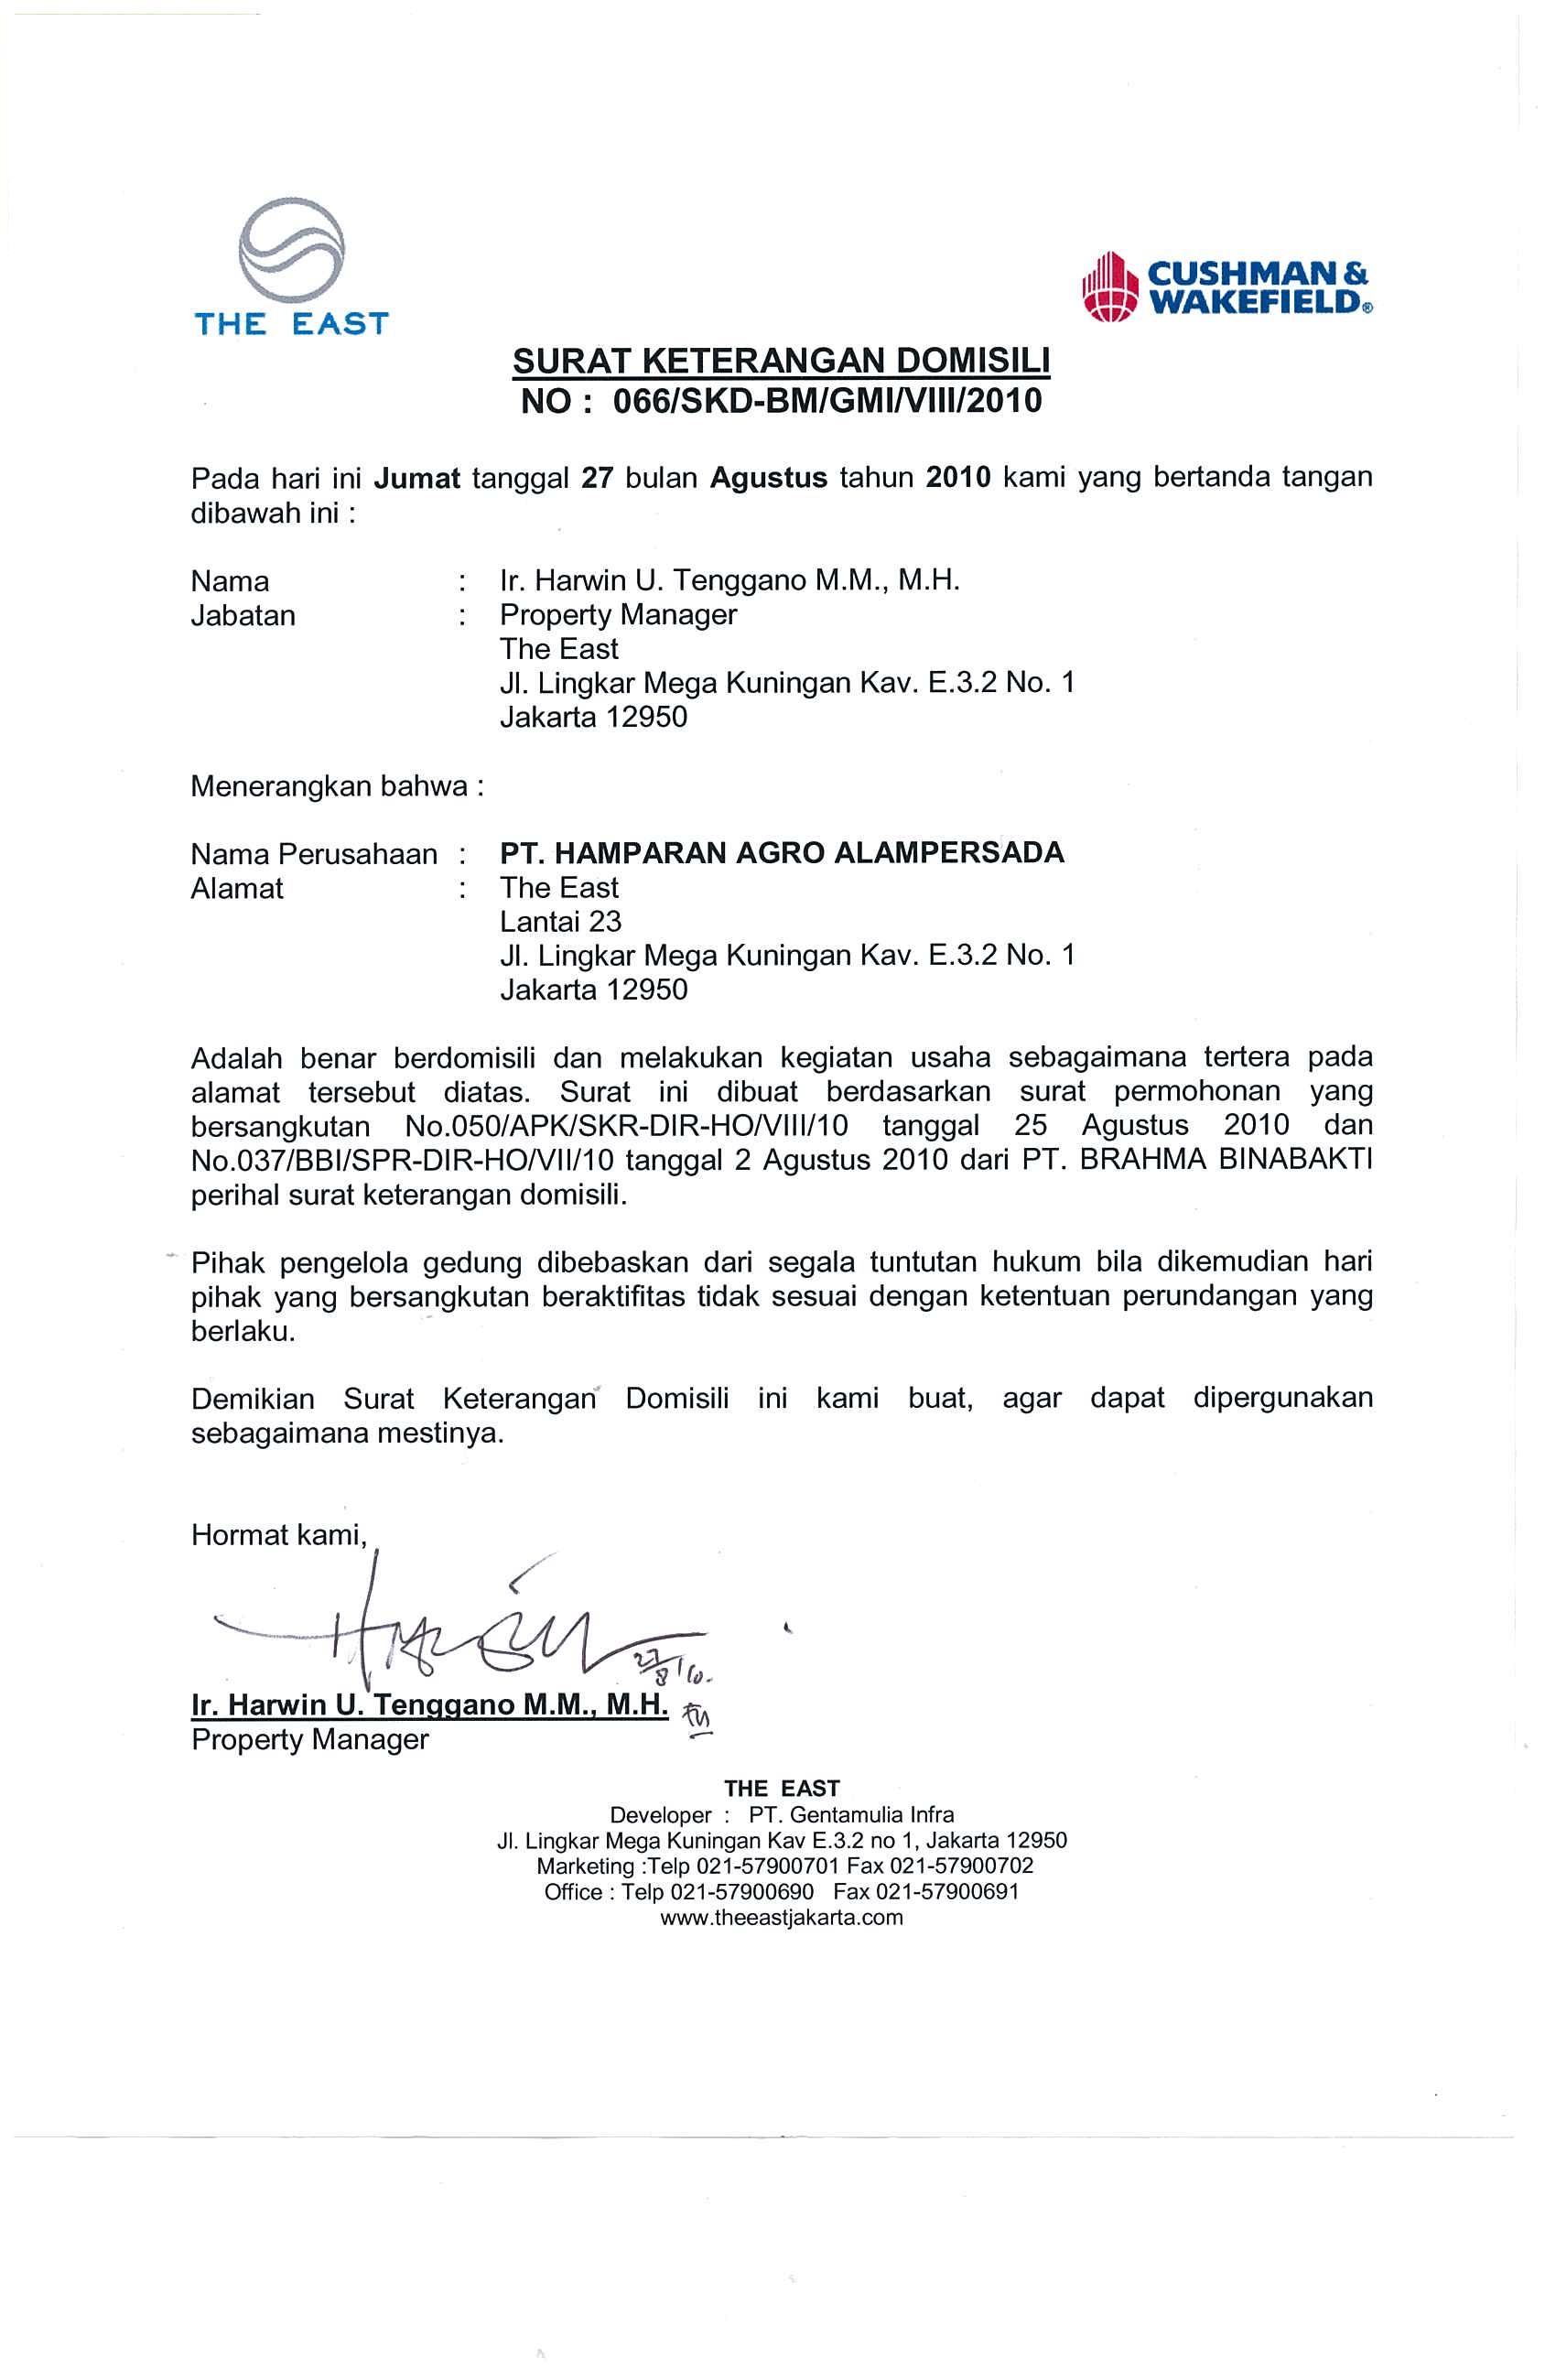 THE EAST
CUSHMAN &
WAKEFIELD®
SURAT KETERANGAN DOMISILI
NO : 066/SKD-BM/GMI/VIII/2010
Pada hari ini Jumat tanggal 27 bulan Agustus tahun 2010 kami yang bertanda tangan
dibawah ini :
Nama : Ir. Harwin U. Tenggano M.M., M.H.
Jabatan : Property Manager
The East
Jl. Lingkar Mega Kuningan Kav. E.3.2 No. 1
Jakarta 12950
Menerangkan bahwa :
Nama Perusahaan : PT. HAMPARAN AGRO ALAMPERSADA
Alamat : The East
Lantai 23
Jl. Lingkar Mega Kuningan Kav. E.3.2 No. 1
Jakarta 12950
Adalah benar berdomisili dan melakukan kegiatan usaha sebagaimana tertera pada
alamat tersebut diatas. Surat ini dibuat berdasarkan surat permohonan yang
bersangkutan No.050/APK/SKR-DIR-HO/VIII/10 tanggal 25 Agustus 2010 dan
No.037/BBI/SPR-DIR-HO/VII/10 tanggal 2 Agustus 2010 dari PT. BRAHMA BINABAKTI
perihal surat keterangan domisili.
Pihak pengelola gedung dibebaskan dari segala tuntutan hukum bila dikemudian hari
pihak yang bersangkutan beraktifitas tidak sesuai dengan ketentuan perundangan yang
berlaku.
Demikian Surat Keterangan Domisili ini kami buat, agar dapat dipergunakan
sebagaimana mestinya.
Hormat kami,
27/8/10.
Ir. Harwin U. Tenggano M.M., M.H.
Property Manager
THE EAST
Developer : PT. Gentamulia Infra
Jl. Lingkar Mega Kuningan Kav E.3.2 no 1, Jakarta 12950
Marketing :Telp 021-57900701 Fax 021-57900702
Office : Telp 021-57900690 Fax 021-57900691
www.theeastjakarta.com